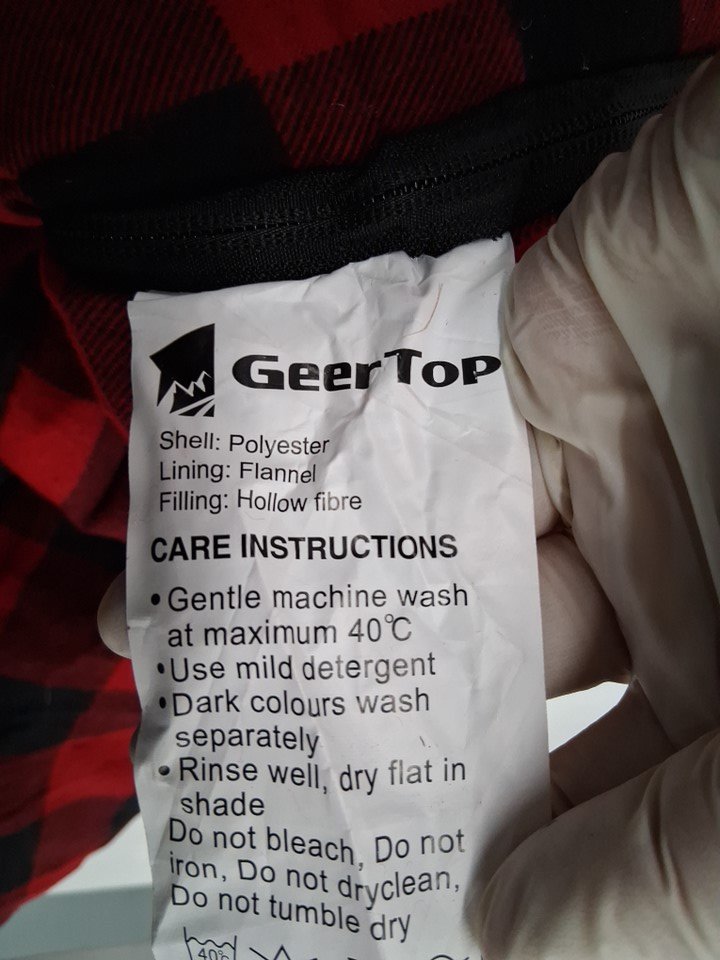 GeerTop
Shell: Polyester
Lining: Flannel
Filling: Hollow fibre
CARE INSTRUCTIONS
• Gentle machine wash
at maximum 40℃
• Use mild detergent
• Dark colours wash
separately
• Rinse well, dry flat in
shade
Do not bleach, Do not
iron, Do not dryclean,
Do not tumble dry
40℃